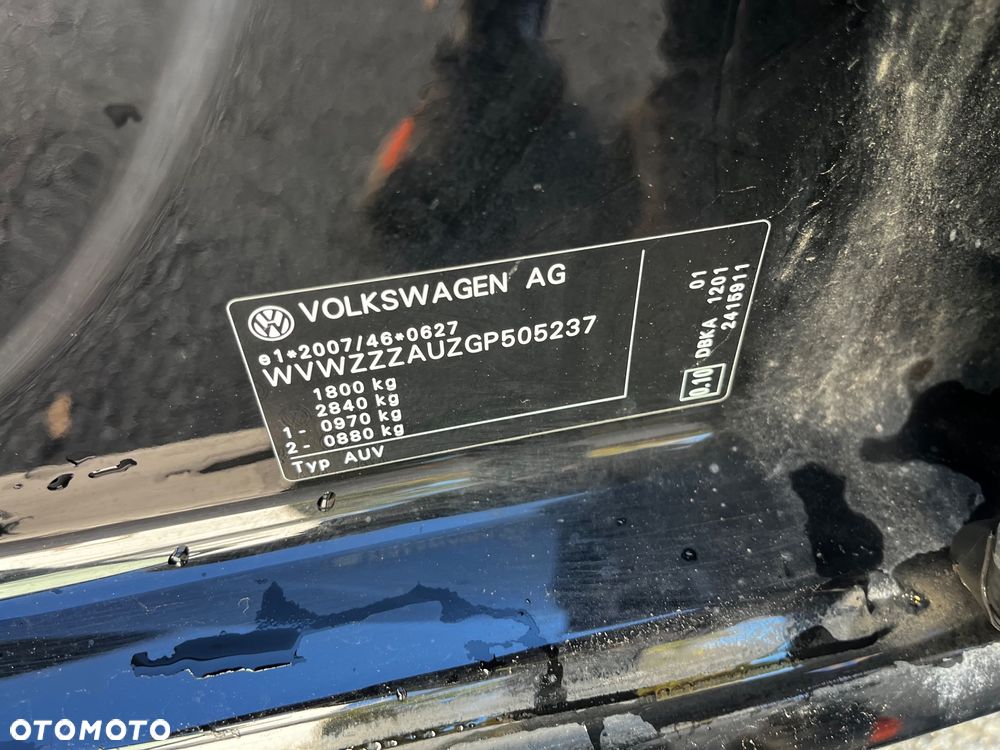 VOLKSWAGEN AG
e1*2007/46*0627
WVWZZZAUZGP505237
1800 kg
2840 kg
1- 0970 kg
2- 0880 kg
Typ AUV
01
DBKA 1201
0.10 2415911
OTOMOTO